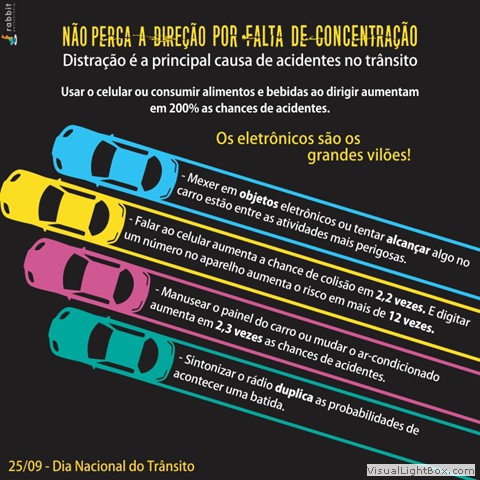 rabbit
NÃO PERCA A DIREÇÃO POR FALTA DE CONCENTRAÇÃO
Distração é a principal causa de acidentes no trânsito
Usar o celular ou consumir alimentos e bebidas ao dirigir aumentam
em 200% as chances de acidentes.
Os eletrônicos são os
grandes vilões!
- Mexer em objetos eletrônicos ou tentar alcançar algo no
carro estão entre as atividades mais perigosas.
- Falar ao celular aumenta a chance de colisão em 2,2 vezes, E digitar
um número no aparelho aumenta o risco em mais de 12 vezes.
- Manusear o painel do carro ou mudar o ar-condicionado
aumenta em 2,3 vezes as chances de acidentes.
- Sintonizar o rádio duplica as probabilidades de
acontecer uma batida.
25/09 - Dia Nacional do Trânsito
VisualLightBox.com